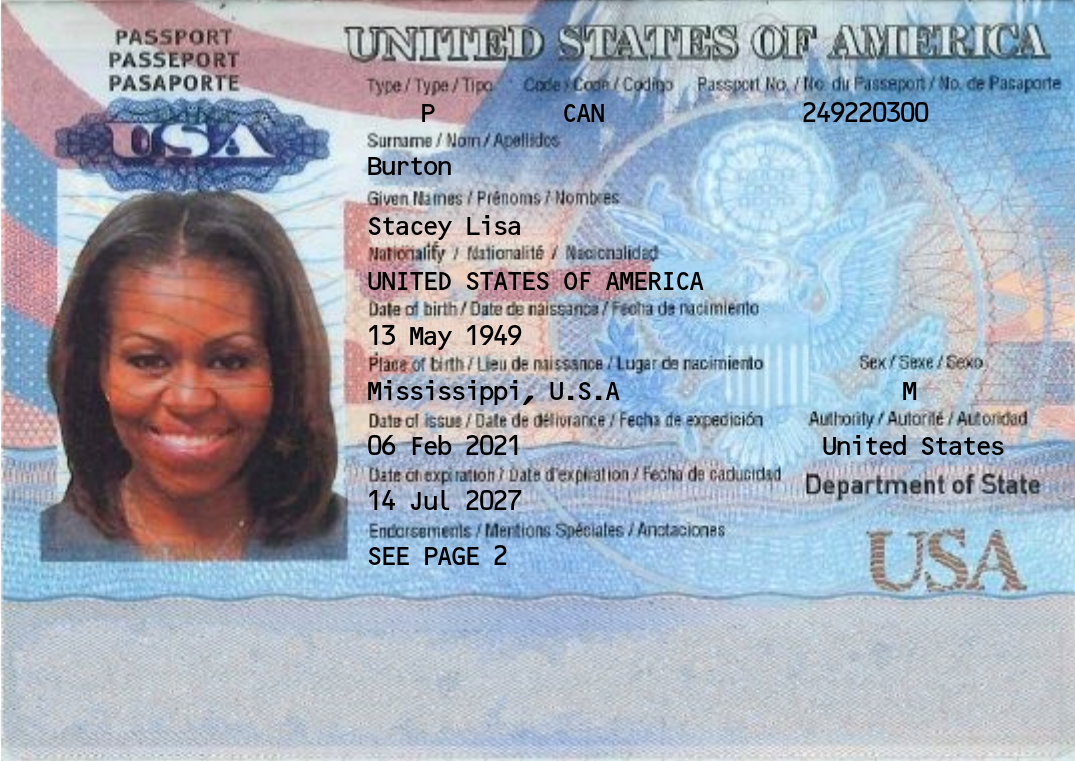 PASSPORT
PASSEPORT
PASAPORTE
USA
UNITED STATES OF AMERICA
Type / Type / Tipo Code / Code / Codigo Passport No. / No. du Passeport / No. de Pasaporte
P CAN 249220300
Surname / Nom / Apellidos
Burton
Given Names / Prénoms / Nombres
Stacey Lisa
Nationality / Nationalité / Nacionalidad
UNITED STATES OF AMERICA
Date of birth / Date de naissance / Fecha de nacimiento
13 May 1949
Place of birth / Lieu de naissance / Lugar de nacimiento Sex / Sexe / Sexo
Mississippi, U.S.A M
Date of issue / Date de délivrance / Fecha de expedición Authority / Autorité / Autoridad
06 Feb 2021 United States
Date of expiration / Date d'expiration / Fecha de caducidad Department of State
14 Jul 2027
Endorsements / Mentions Spéciales / Anotaciones
SEE PAGE 2
USA